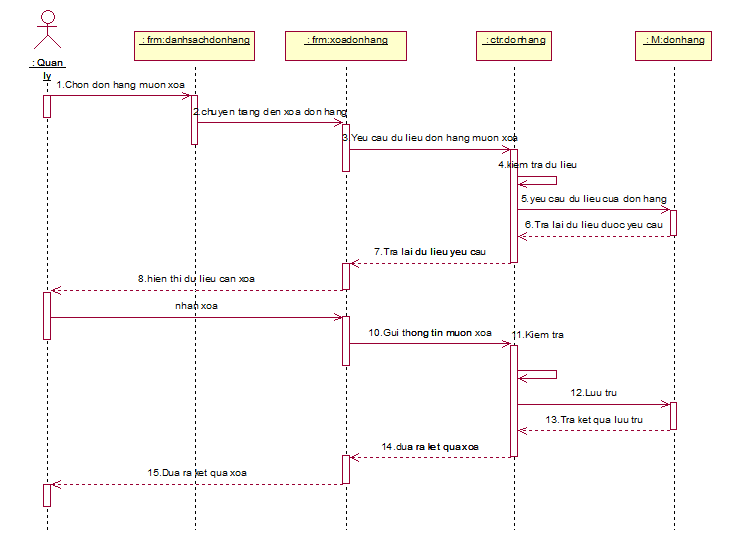 : frm:danhsachdonhang
: frm:xoadonhang
: ctr:donhang
: M:donhang
: Quan
ly
1.Chon don hang muon xoa
2.chuyen trang den xoa don hang
3.Yeu cau du lieu don hang muon xoa
4.kiem tra du lieu
5.yeu cau du lieu cua don hang
6.Tra lai du lieu duoc yeu cau
7.Tra lai du lieu yeu cau
8.hien thi du lieu can xoa
nhan xoa
10.Gui thong tin muon xoa
11.Kiem tra
12.Luu tru
13.Tra ket qua luu tru
14.dua ra ket qua xoa
15.Dua ra ket qua xoa